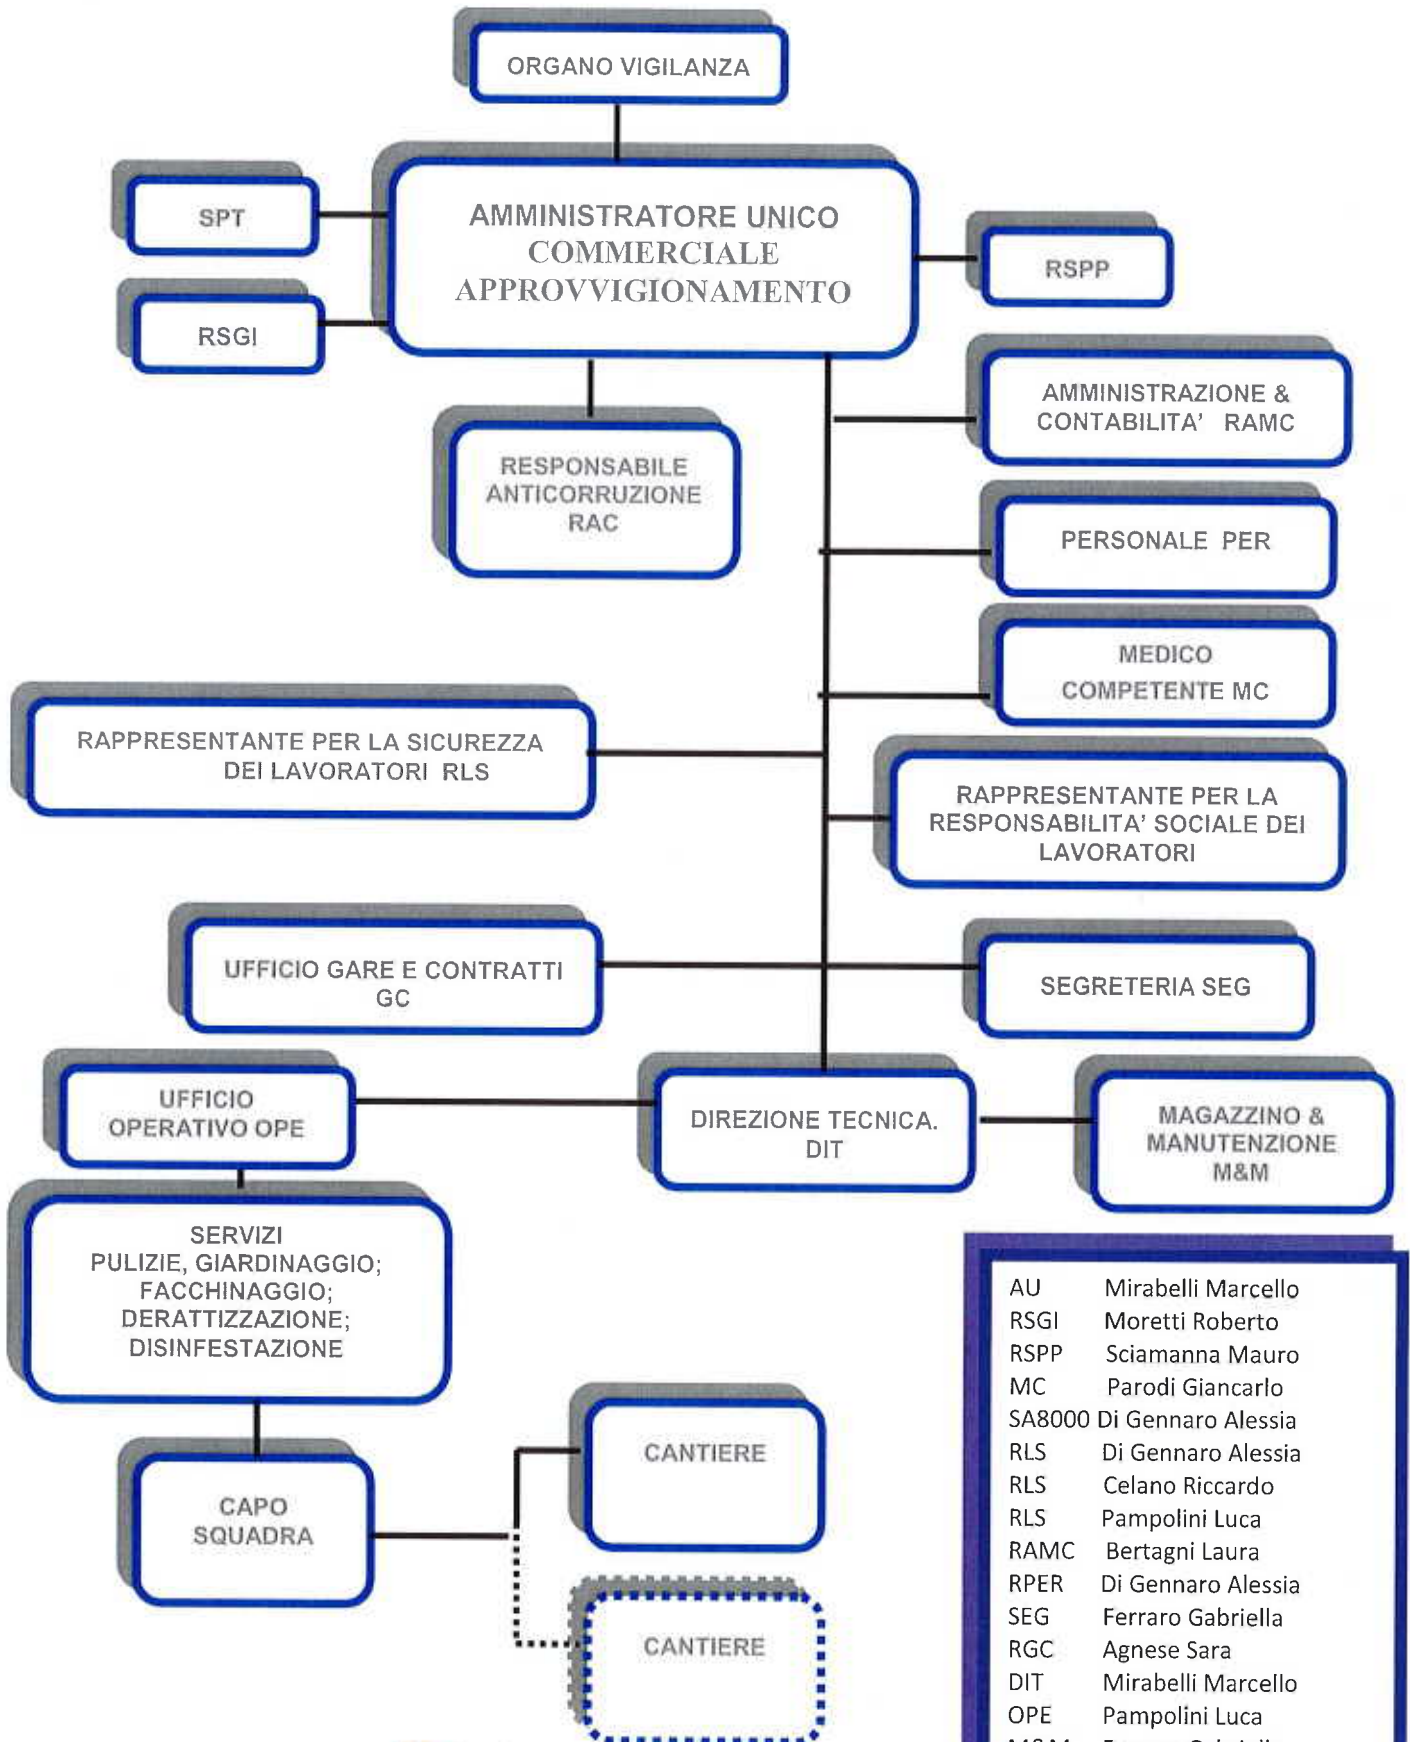 ORGANO VIGILANZA
SPT
AMMINISTRATORE UNICO
COMMERCIALE
APPROVVIGIONAMENTO
RSPP
RSGI
AMMINISTRAZIONE &
CONTABILITA’ RAMC
RESPONSABILE
ANTICORRUZIONE
RAC
PERSONALE PER
MEDICO
COMPETENTE MC
RAPPRESENTANTE PER LA SICUREZZA
DEI LAVORATORI RLS
RAPPRESENTANTE PER LA
RESPONSABILITA’ SOCIALE DEI
LAVORATORI
UFFICIO GARE E CONTRATTI
GC
SEGRETERIA SEG
UFFICIO
OPERATIVO OPE
DIREZIONE TECNICA.
DIT
MAGAZZINO &
MANUTENZIONE
M&M
SERVIZI
PULIZIE, GIARDINAGGIO;
FACCHINAGGIO;
DERATTIZZAZIONE;
DISINFESTAZIONE
CAPO
SQUADRA
CANTIERE
CANTIERE
AU Mirabelli Marcello
RSGI Moretti Roberto
RSPP Sciamanna Mauro
MC Parodi Giancarlo
SA8000 Di Gennaro Alessia
RLS Di Gennaro Alessia
RLS Celano Riccardo
RLS Pampolini Luca
RAMC Bertagni Laura
RPER Di Gennaro Alessia
SEG Ferraro Gabriella
RGC Agnese Sara
DIT Mirabelli Marcello
OPE Pampolini Luca